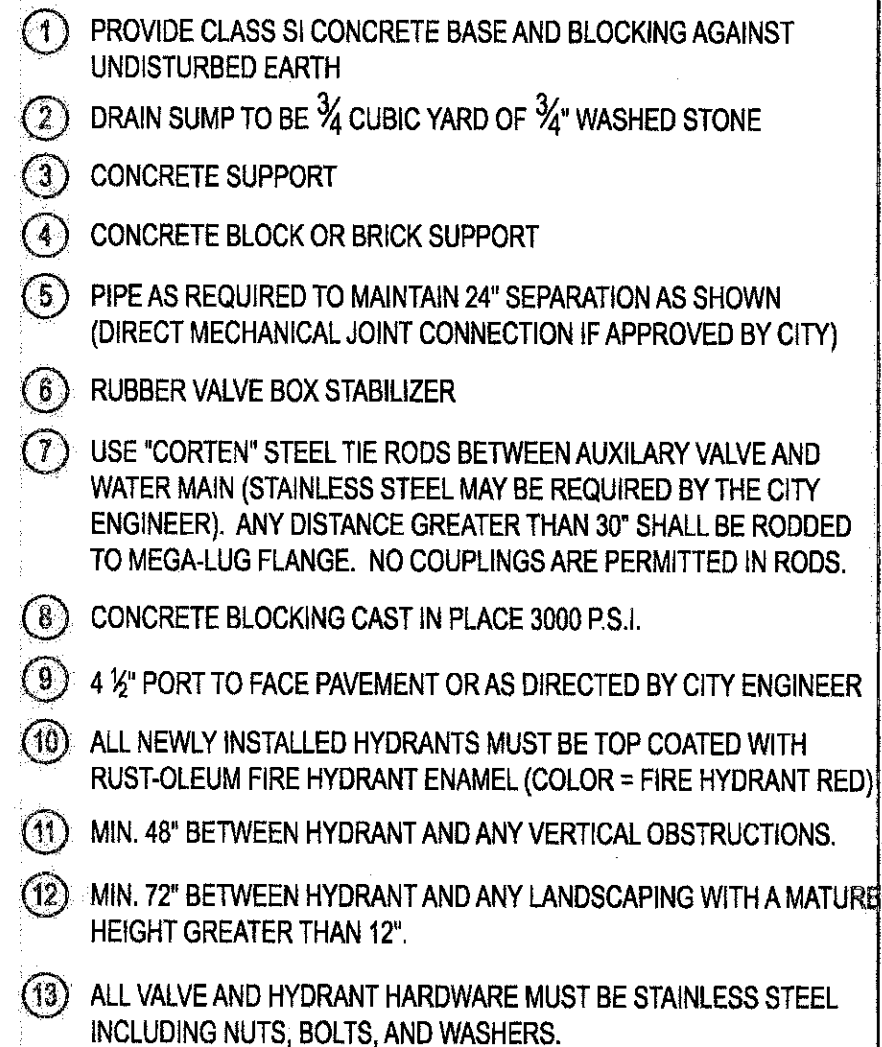 1 PROVIDE CLASS SI CONCRETE BASE AND BLOCKING AGAINST
UNDISTURBED EARTH
2 DRAIN SUMP TO BE ¾ CUBIC YARD OF ¾" WASHED STONE
3 CONCRETE SUPPORT
4 CONCRETE BLOCK OR BRICK SUPPORT
5 PIPE AS REQUIRED TO MAINTAIN 24" SEPARATION AS SHOWN
(DIRECT MECHANICAL JOINT CONNECTION IF APPROVED BY CITY)
6 RUBBER VALVE BOX STABILIZER
7 USE "CORTEN" STEEL TIE RODS BETWEEN AUXILARY VALVE AND
WATER MAIN (STAINLESS STEEL MAY BE REQUIRED BY THE CITY
ENGINEER). ANY DISTANCE GREATER THAN 30" SHALL BE RODDED
TO MEGA-LUG FLANGE. NO COUPLINGS ARE PERMITTED IN RODS.
8 CONCRETE BLOCKING CAST IN PLACE 3000 P.S.I.
9 4 ½" PORT TO FACE PAVEMENT OR AS DIRECTED BY CITY ENGINEER
10 ALL NEWLY INSTALLED HYDRANTS MUST BE TOP COATED WITH
RUST-OLEUM FIRE HYDRANT ENAMEL (COLOR = FIRE HYDRANT RED)
11 MIN. 48" BETWEEN HYDRANT AND ANY VERTICAL OBSTRUCTIONS.
12 MIN. 72" BETWEEN HYDRANT AND ANY LANDSCAPING WITH A MATURE
HEIGHT GREATER THAN 12".
13 ALL VALVE AND HYDRANT HARDWARE MUST BE STAINLESS STEEL
INCLUDING NUTS, BOLTS, AND WASHERS.